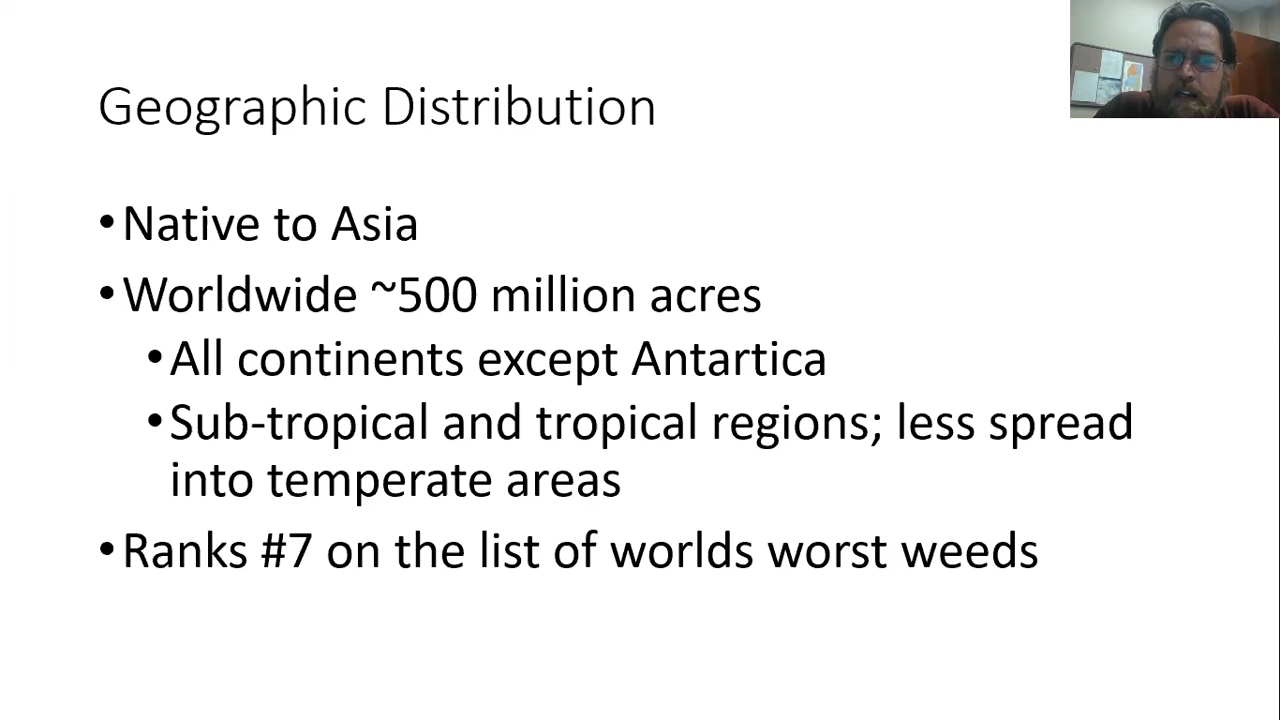 Geographic Distribution
•Native to Asia
•Worldwide ~500 million acres
•All continents except Antartica
•Sub-tropical and tropical regions; less spread
into temperate areas
•Ranks #7 on the list of worlds worst weeds